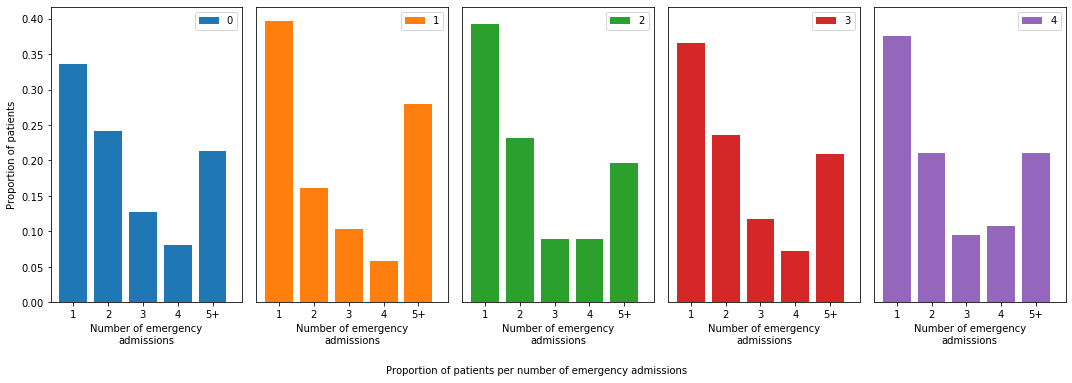 0
1
2
3
4
0.40
0.35
0.30
0.25
0.20
0.15
0.10
0.05
0.00
Proportion of patients
1 2 3 4 5+
1 2 3 4 5+
1 2 3 4 5+
1 2 3 4 5+
1 2 3 4 5+
Number of emergency
admissions
Number of emergency
admissions
Number of emergency
admissions
Number of emergency
admissions
Number of emergency
admissions
Proportion of patients per number of emergency admissions